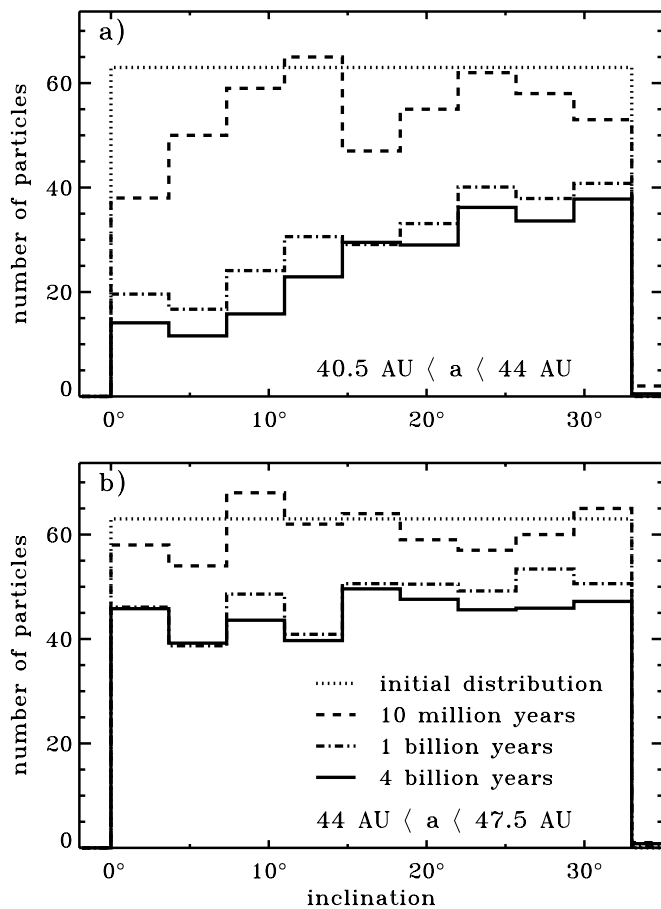 a)
60
40
20
0
number of particles
40.5 AU ⟨ a ⟨ 44 AU
0° 10° 20° 30°
b)
60
40
20
0
number of particles
initial distribution
10 million years
1 billion years
4 billion years
44 AU ⟨ a ⟨ 47.5 AU
0° 10° 20° 30°
inclination